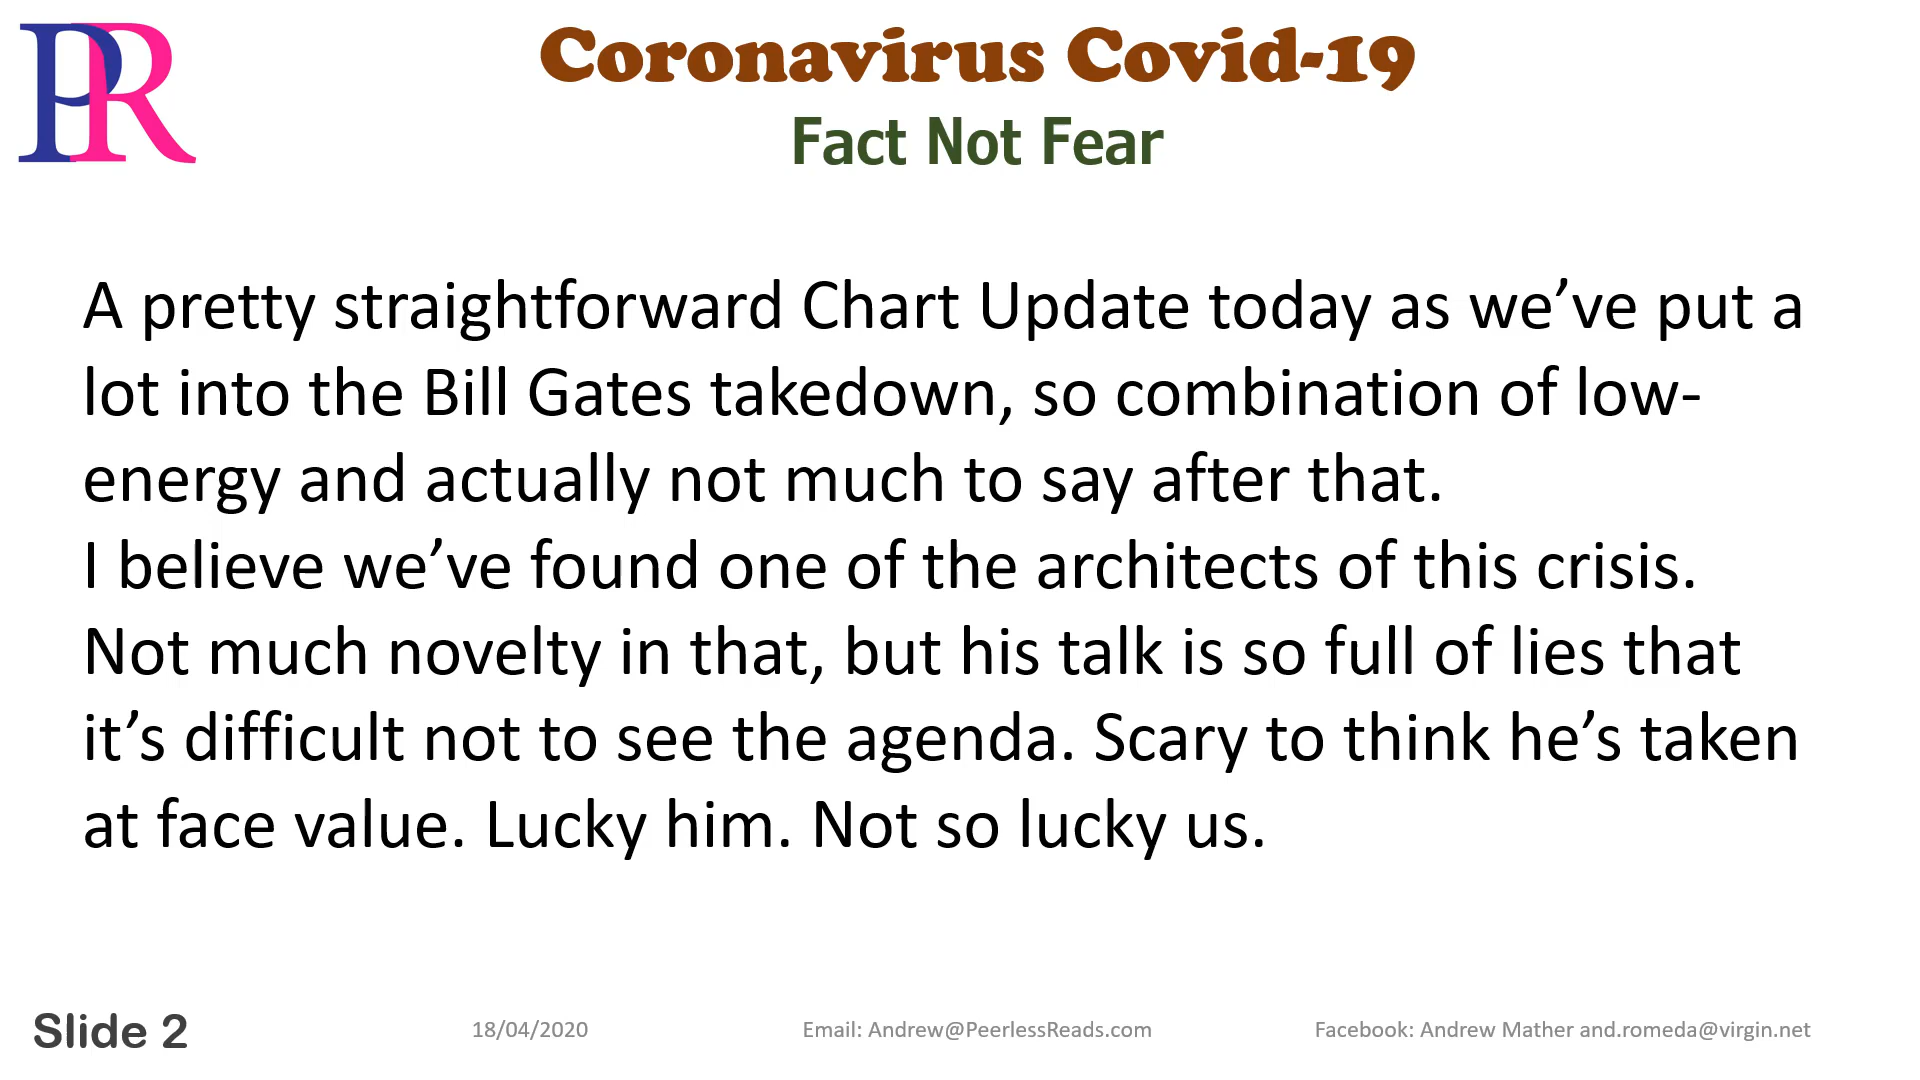 PR
Coronavirus Covid-19
Fact Not Fear
A pretty straightforward Chart Update today as we’ve put a
lot into the Bill Gates takedown, so combination of low-
energy and actually not much to say after that.
I believe we’ve found one of the architects of this crisis.
Not much novelty in that, but his talk is so full of lies that
it’s difficult not to see the agenda. Scary to think he’s taken
at face value. Lucky him. Not so lucky us.
Slide 2
18/04/2020
Email: Andrew@PeerlessReads.com
Facebook: Andrew Mather and.romeda@virgin.net